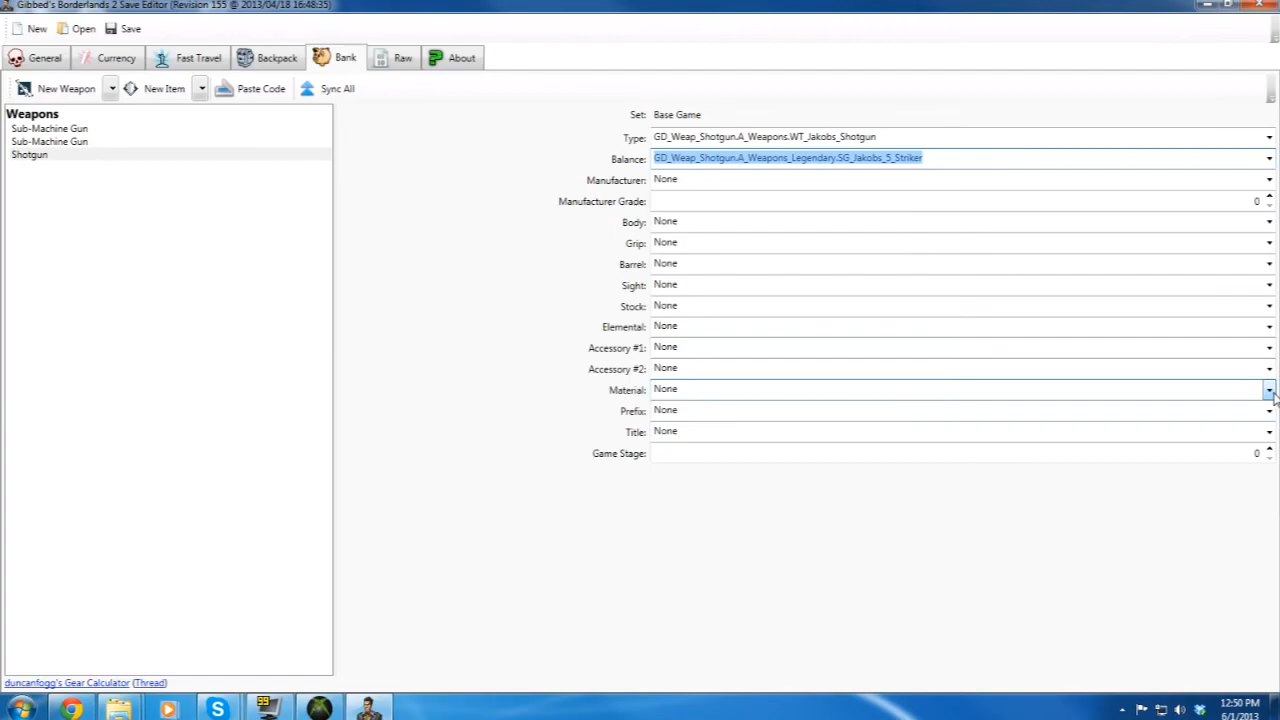 Gibbed's Borderlands 2 Save Editor (Revision 155 @ 2013/04/18 16:48:35)
New Open Save
General Currency Fast Travel Backpack Bank Raw About
New Weapon New Item Paste Code Sync All
Weapons
Sub-Machine Gun
Sub-Machine Gun
Shotgun
Set: Base Game
Type: GD_Weap_Shotgun.A_Weapons.WT_Jakobs_Shotgun
Balance: GD_Weap_Shotgun.A_Weapons_Legendary.SG_Jakobs_5_Striker
Manufacturer: None
Manufacturer Grade: 0
Body: None
Grip: None
Barrel: None
Sight: None
Stock: None
Elemental: None
Accessory #1: None
Accessory #2: None
Material: None
Prefix: None
Title: None
Game Stage: 0
duncanfogg's Gear Calculator (Thread)
99
12:50 PM
6/1/2013